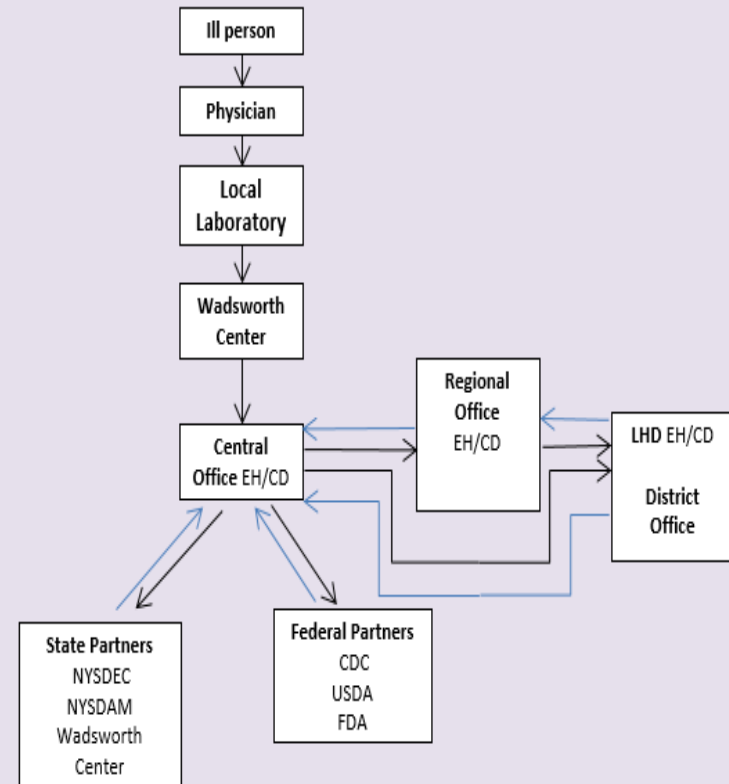 Ill person
Physician
Local
Laboratory
Wadsworth
Center
Regional
Office
EH/CD
Central
Office EH/CD
LHD EH/CD
District
Office
State Partners
NYSDEC
NYSDAM
Wadsworth
Center
Federal Partners
CDC
USDA
FDA